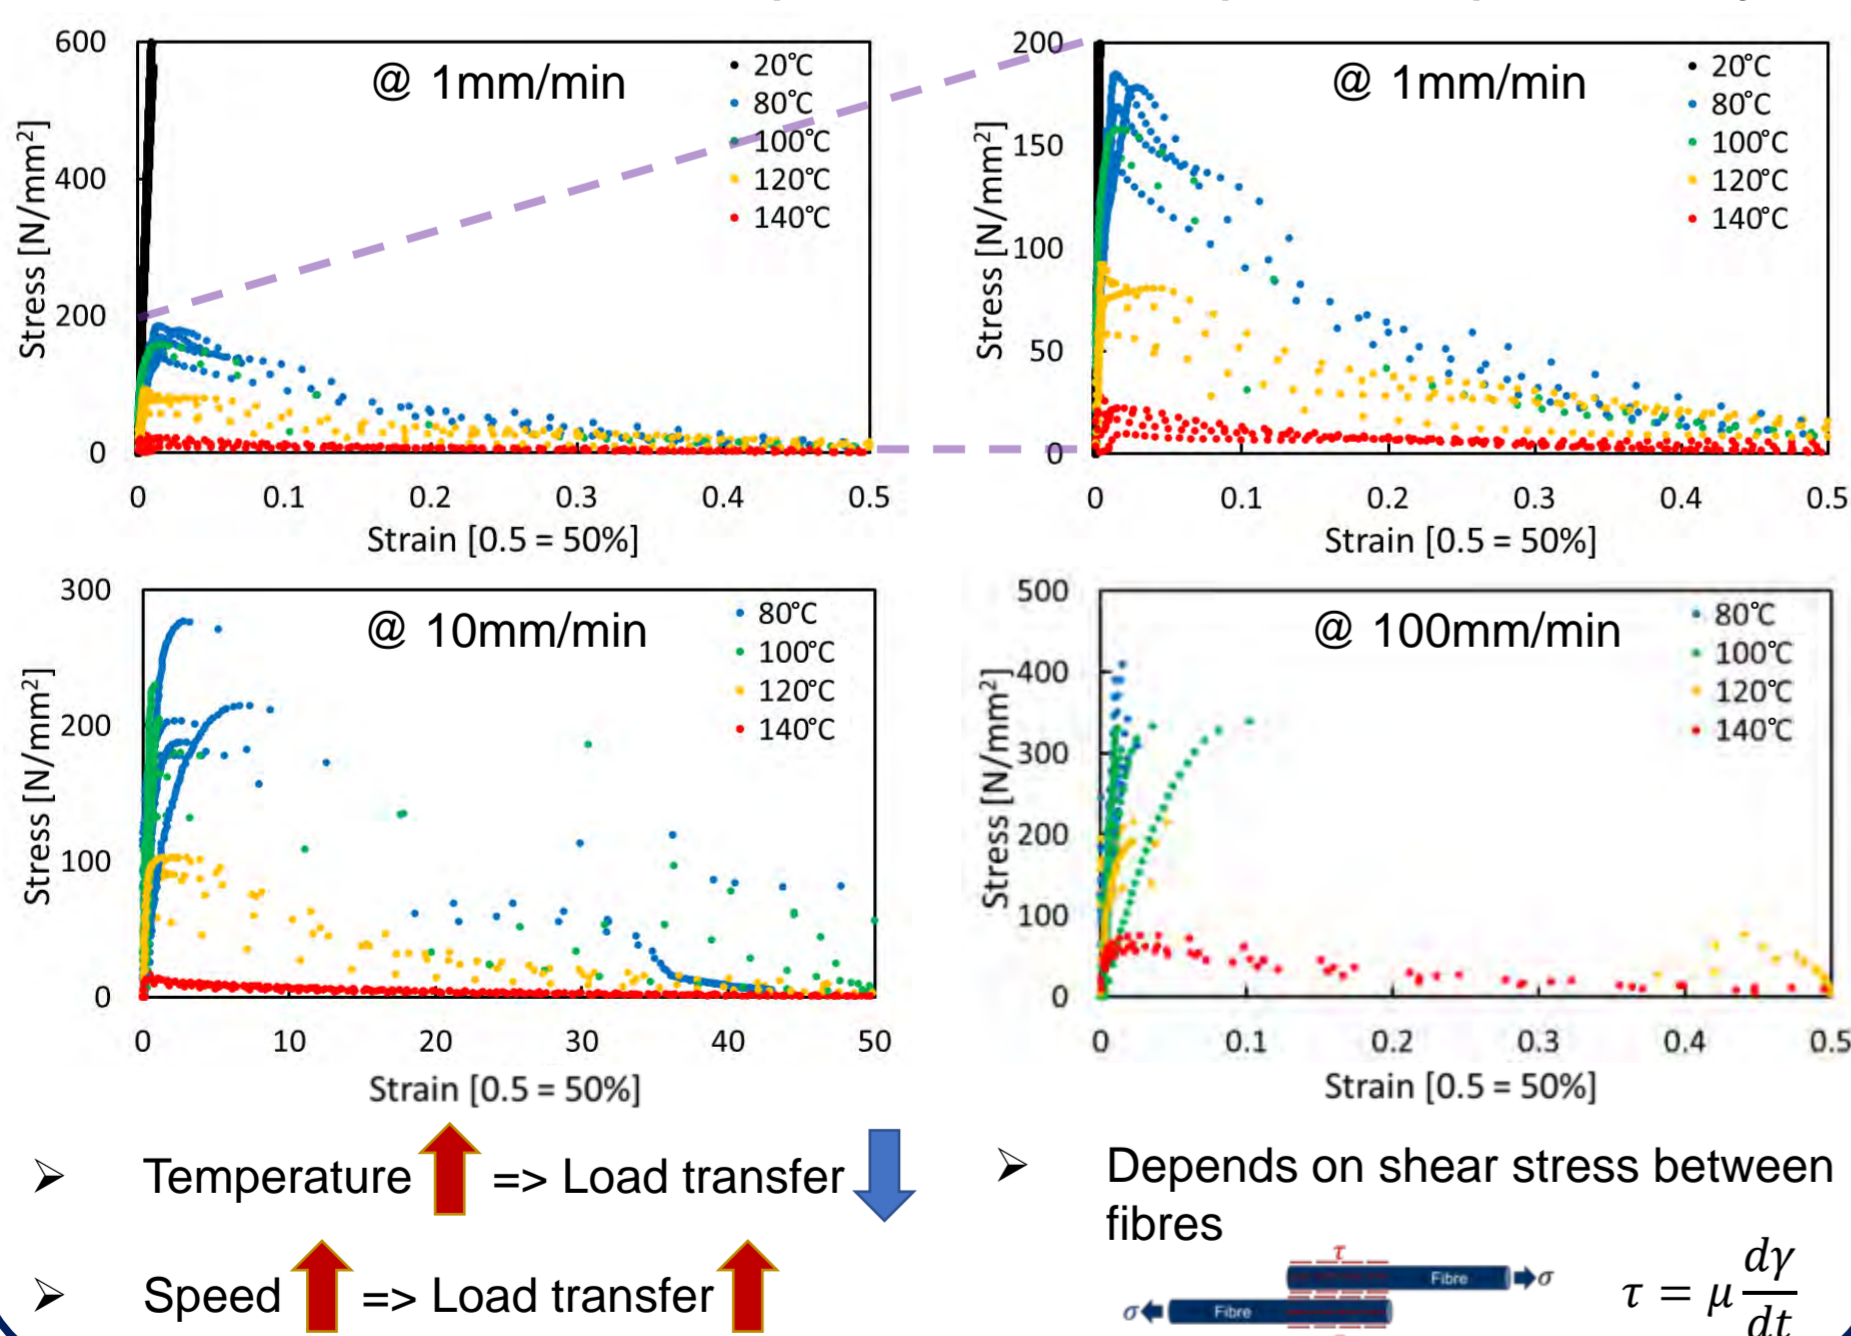 @ 1mm/min
Stress [N/mm²]
600
400
200
0
20°C
80°C
100°C
120°C
140°C
0 0.1 0.2 0.3 0.4 0.5
Strain [0.5 = 50%]
@ 1mm/min
Stress [N/mm²]
200
150
100
50
0
20°C
80°C
100°C
120°C
140°C
0 0.1 0.2 0.3 0.4 0.5
Strain [0.5 = 50%]
@ 10mm/min
Stress [N/mm²]
300
200
100
0
80°C
100°C
120°C
140°C
0 10 20 30 40 50
Strain [0.5 = 50%]
@ 100mm/min
Stress [N/mm²]
500
400
300
200
100
0
80°C
100°C
120°C
140°C
0 0.1 0.2 0.3 0.4 0.5
Strain [0.5 = 50%]
➢ Temperature => Load transfer
➢ Speed => Load transfer
➢ Depends on shear stress between
fibres
τ
Fibre σ
σ Fibre
τ = μ dγ/dt